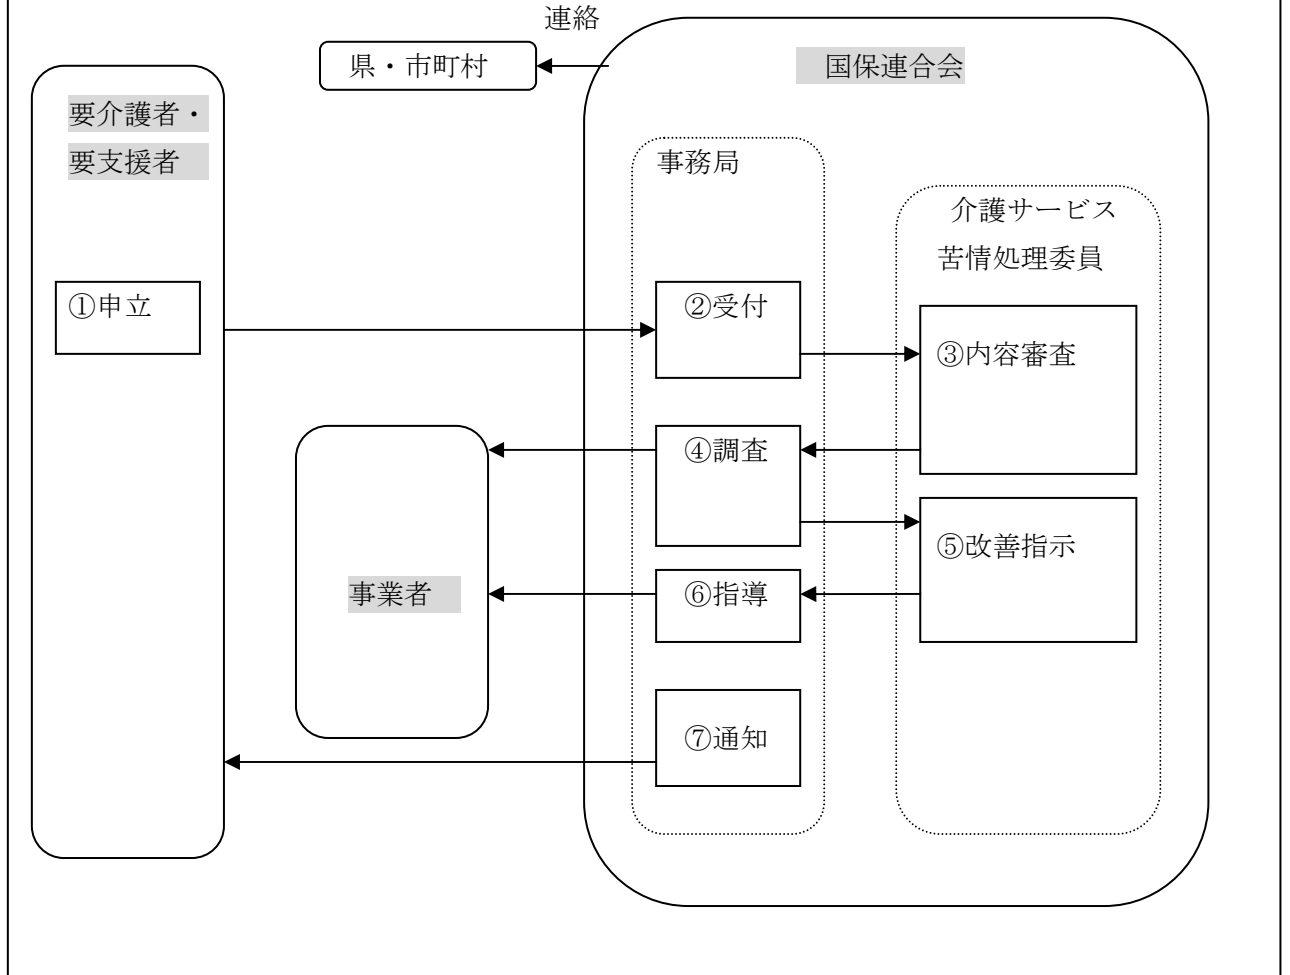 連絡
県・市町村
国保連合会
要介護者・
要支援者
事務局
介護サービス
苦情処理委員
①申立
②受付
③内容審査
④調査
⑤改善指示
事業者
⑥指導
⑦通知